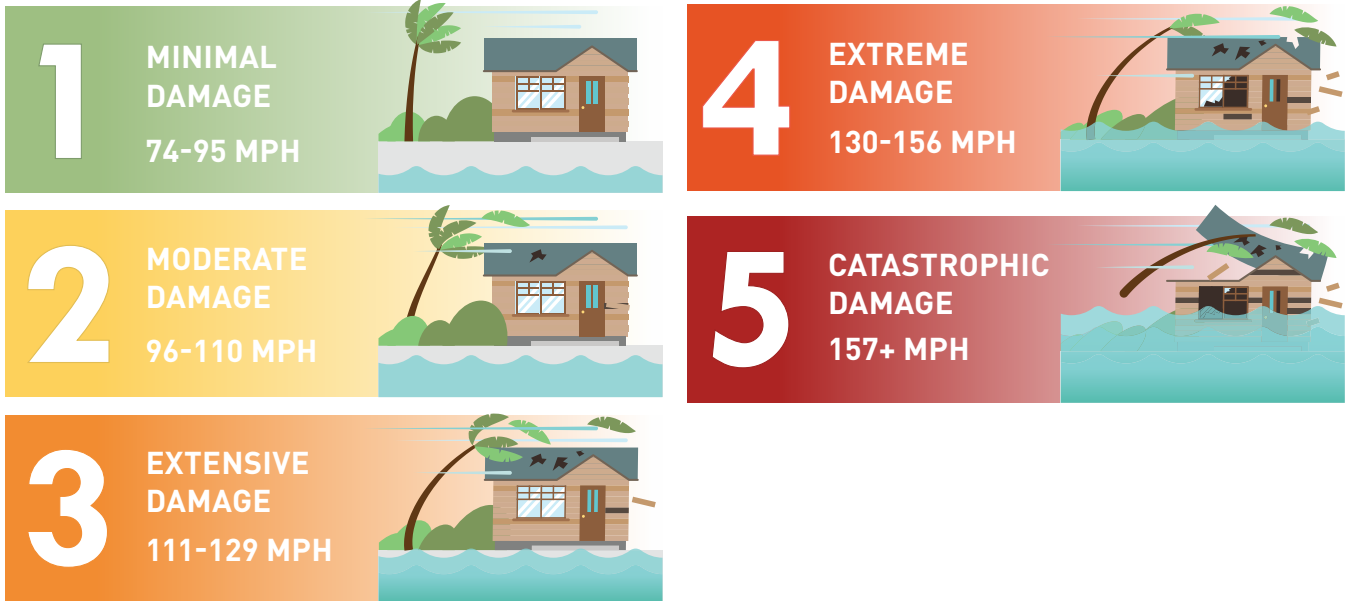 1
MINIMAL
DAMAGE
74-95 MPH
2
MODERATE
DAMAGE
96-110 MPH
3
EXTENSIVE
DAMAGE
111-129 MPH
4
EXTREME
DAMAGE
130-156 MPH
5
CATASTROPHIC
DAMAGE
157+ MPH